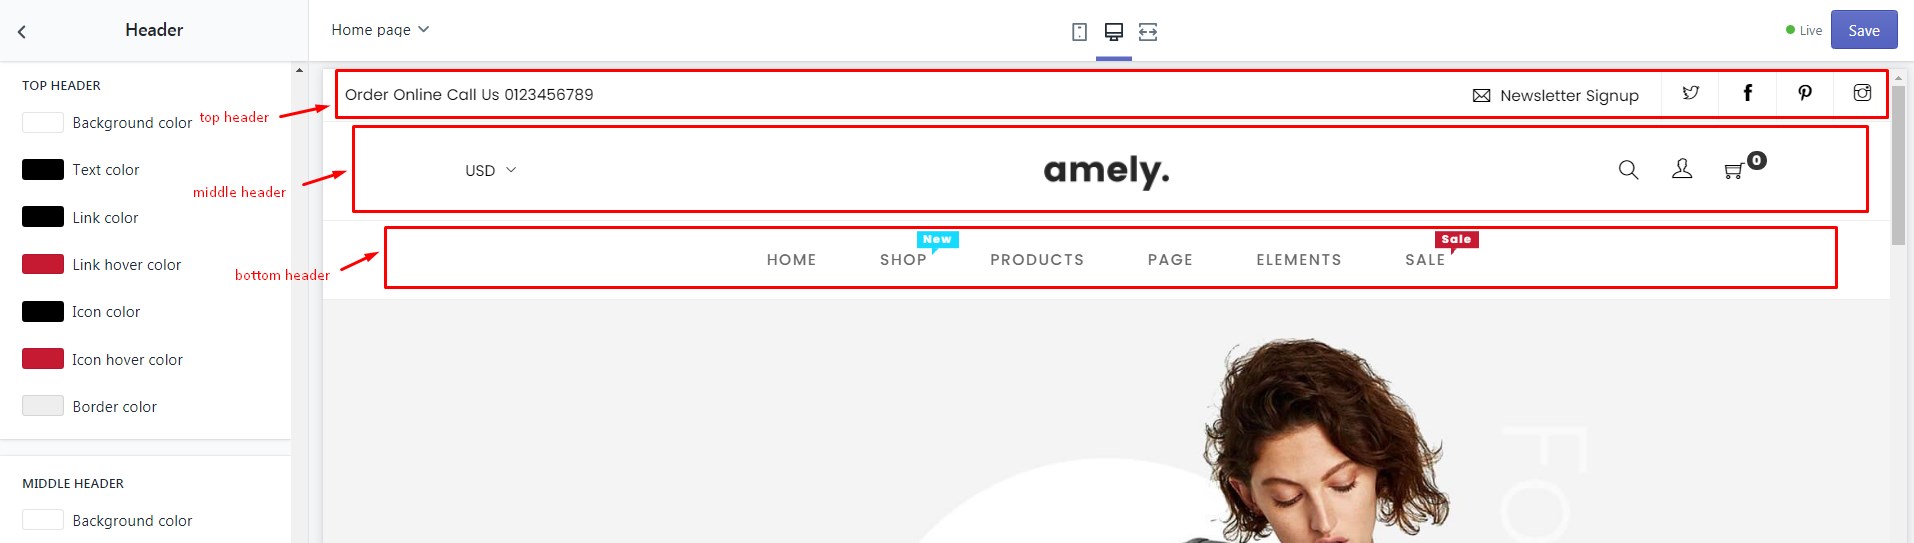 Header
Home page
Live
Save
TOP HEADER
Background color
Text color
Link color
Link hover color
Icon color
Icon hover color
Border color
MIDDLE HEADER
Background color
top header
middle header
bottom header
Order Online Call Us 0123456789
Newsletter Signup
USD
amely.
0
New
Sale
HOME SHOP PRODUCTS PAGE ELEMENTS SALE
FO